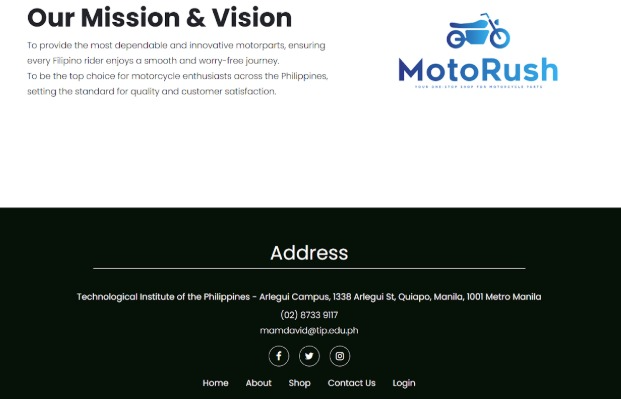 Our Mission & Vision
To provide the most dependable and innovative motorparts, ensuring
every Filipino rider enjoys a smooth and worry-free journey.
To be the top choice for motorcycle enthusiasts across the Philippines,
setting the standard for quality and customer satisfaction.
MotoRush
YOUR ONE-STOP SHOP FOR MOTORCYCLE PARTS
Address
Technological Institute of the Philippines - Arlegui Campus, 1338 Arlegui St, Quiapo, Manila, 1001 Metro Manila
(02) 8733 9117
mamdavid@tip.edu.ph
Home About Shop Contact Us Login